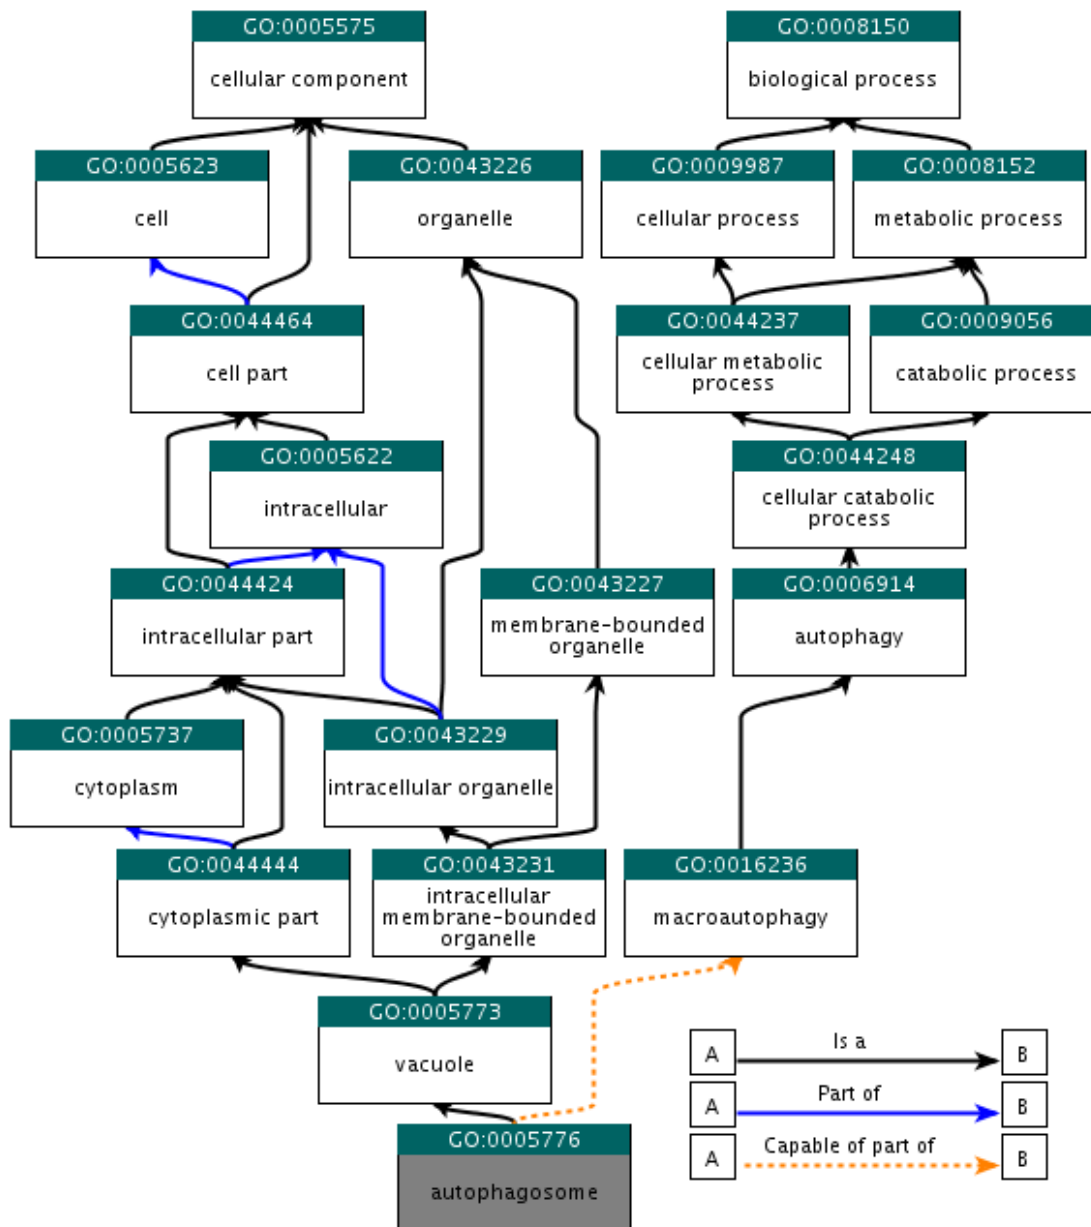 GO:0005575
cellular component
GO:0008150
biological process
GO:0005623
cell
GO:0043226
organelle
GO:0009987
cellular process
GO:0008152
metabolic process
GO:0044464
cell part
GO:0044237
cellular metabolic
process
GO:0009056
catabolic process
GO:0005622
intracellular
GO:0044248
cellular catabolic
process
GO:0044424
intracellular part
GO:0043227
membrane-bounded
organelle
GO:0006914
autophagy
GO:0005737
cytoplasm
GO:0043229
intracellular organelle
GO:0044444
cytoplasmic part
GO:0043231
intracellular
membrane-bounded
organelle
GO:0016236
macroautophagy
GO:0005773
vacuole
GO:0005776
autophagosome
A Is a B
A Part of B
A Capable of part of B